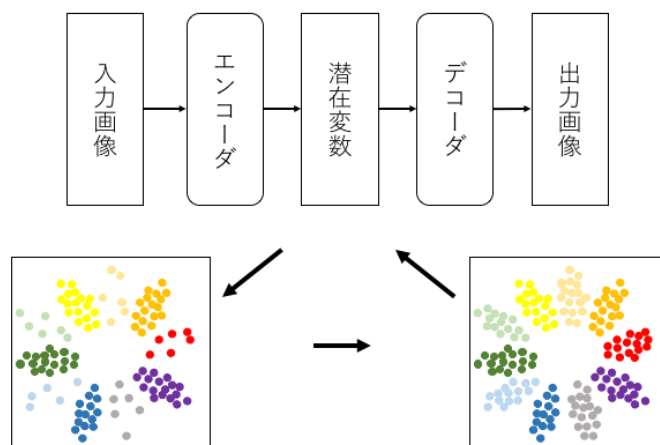 入力画像
エンコーダ
潜在変数
デコーダ
出力画像